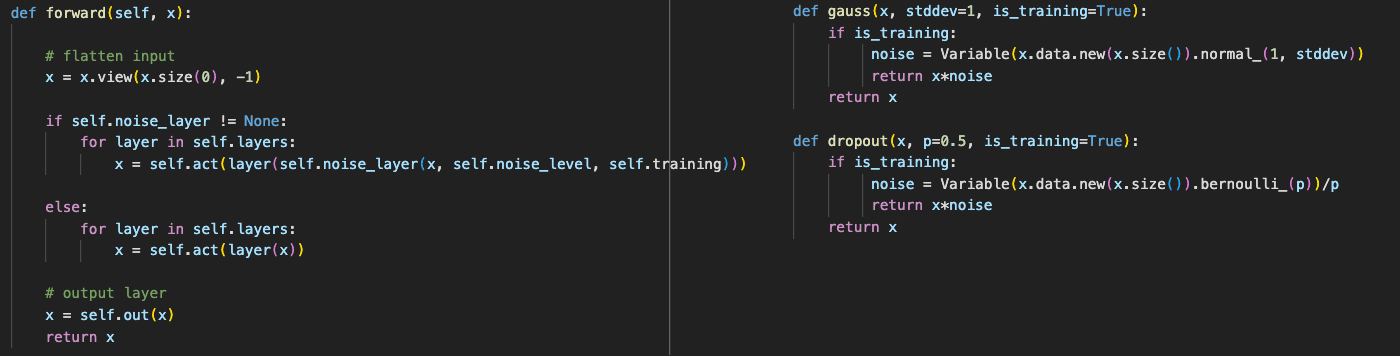 def forward(self, x):
# flatten input
x = x.view(x.size(0), -1)
if self.noise_layer != None:
for layer in self.layers:
x = self.act(layer(self.noise_layer(x, self.noise_level, self.training)))
else:
for layer in self.layers:
x = self.act(layer(x))
# output layer
x = self.out(x)
return x
def gauss(x, stddev=1, is_training=True):
if is_training:
noise = Variable(x.data.new(x.size()).normal_(1, stddev))
return x*noise
return x
def dropout(x, p=0.5, is_training=True):
if is_training:
noise = Variable(x.data.new(x.size()).bernoulli_(p))/p
return x*noise
return x